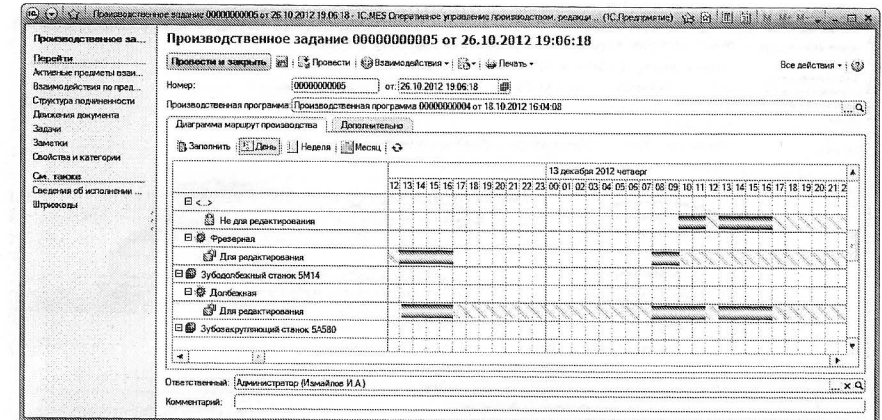 Производственное задание 00000000005 от 26.10.2012 19:06:18 - 1С:MES Оперативное управление производством, редакци... (1С:Предприятие)
M M+ M-
Производственное за...
Перейти
Активные предметы взаи...
Взаимодействия по пред...
Структура подчиненности
Движения документа
Задачи
Заметки
Свойства и категории
См. также
Сведения об исполнении ...
Штрихкоды
Производственное задание 00000000005 от 26.10.2012 19:06:18
Провести и закрыть Провести Взаимодействия Печать Все действия
Номер: 00000000005 от: 26.10.2012 19:06:18
Производственная программа: Производственная программа 00000000004 от 18.10.2012 16:04:08 ...
Диаграмма маршрут производства Дополнительно
Заполнить День Неделя Месяц
13 декабря 2012 четверг
12 13 14 15 16 17 18 19 20 21 22 23 00 01 02 03 04 05 06 07 08 09 10 11 12 13 14 15 16 17 18 19 20 21 2
<...>
Не для редактирования
Фрезерная
Для редактирования
Зубодолбежный станок 5М14
Долбежная
Для редактирования
Зубозакругляющий станок 5А580
Ответственный: Администратор (Измайлов И.А.) ... x
Комментарий: